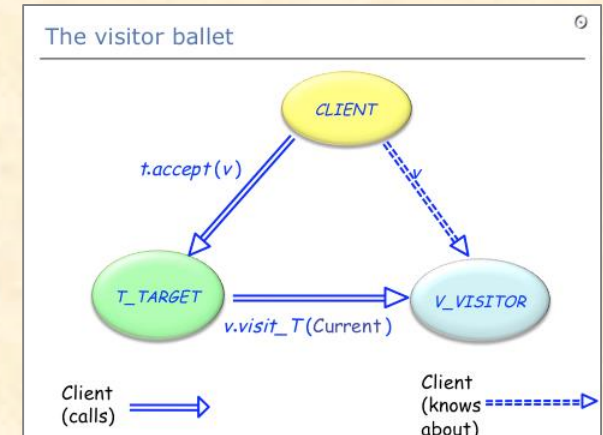 The visitor ballet
CLIENT
t.accept(v)
v
T_TARGET
V_VISITOR
v.visit_T(Current)
Client
(calls)
Client
(knows
about)